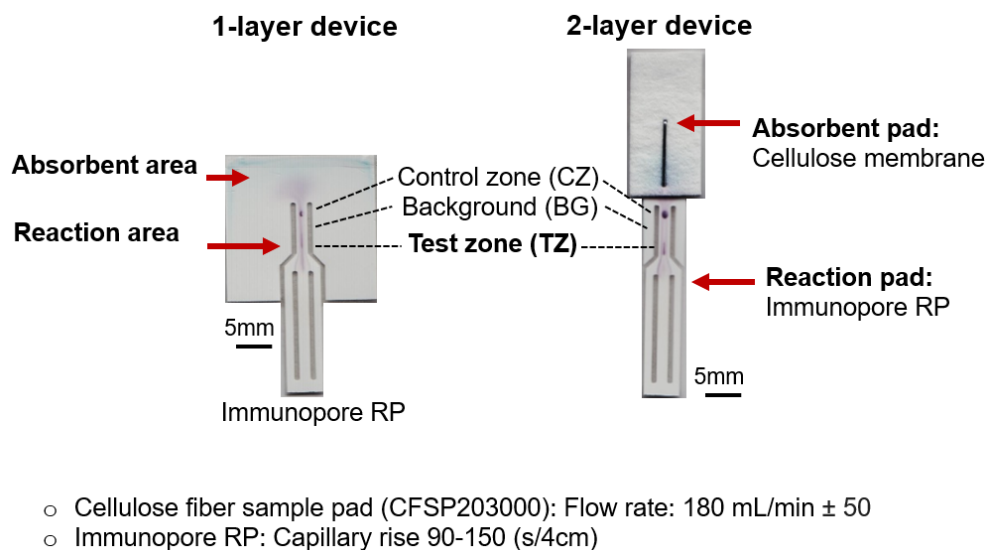 1-layer device
2-layer device
Absorbent area
Reaction area
Control zone (CZ)
Background (BG)
Test zone (TZ)
Absorbent pad:
Cellulose membrane
Reaction pad:
Immunopore RP
5mm
5mm
Immunopore RP
o Cellulose fiber sample pad (CFSP203000): Flow rate: 180 mL/min ± 50
o Immunopore RP: Capillary rise 90-150 (s/4cm)